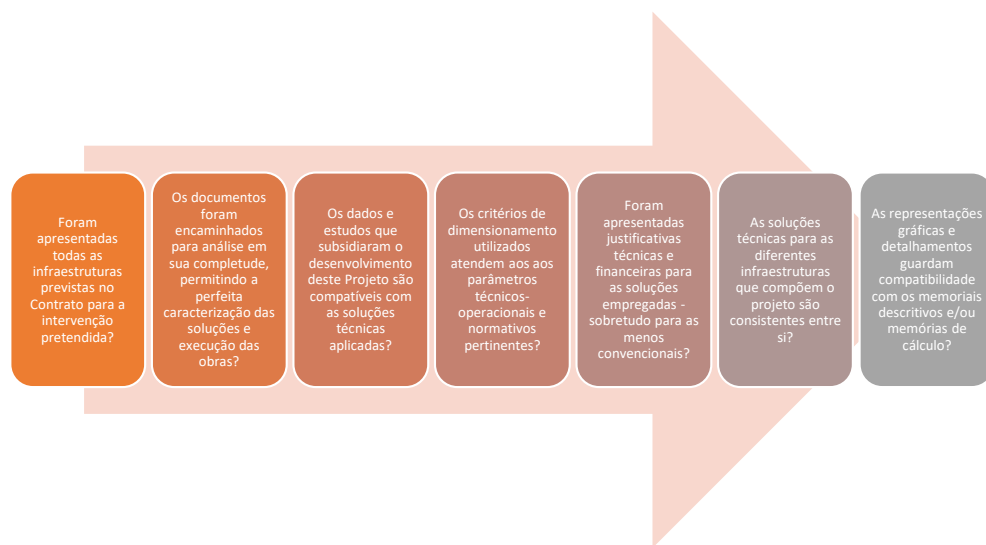 Foram
apresentadas
todas as
infraestruturas
previstas no
Contrato para a
intervenção
pretendida?
Os documentos
foram
encaminhados
para análise em
sua completude,
permitindo a
perfeita
caracterização das
soluções e
execução das
obras?
Os dados e
estudos que
subsidiaram o
desenvolvimento
deste Projeto são
compatíveis com
as soluções
técnicas
aplicadas?
Os critérios de
dimensionamento
utilizados
atendem aos aos
parâmetros
técnicos-
operacionais e
normativos
pertinentes?
Foram
apresentadas
justificativas
técnicas e
financeiras para
as soluções
empregadas -
sobretudo para as
menos
convencionais?
As soluções
técnicas para as
diferentes
infraestruturas
que compõem o
projeto são
consistentes entre
si?
As representações
gráficas e
detalhamentos
guardam
compatibilidade
com os memoriais
descritivos e/ou
memórias de
cálculo?